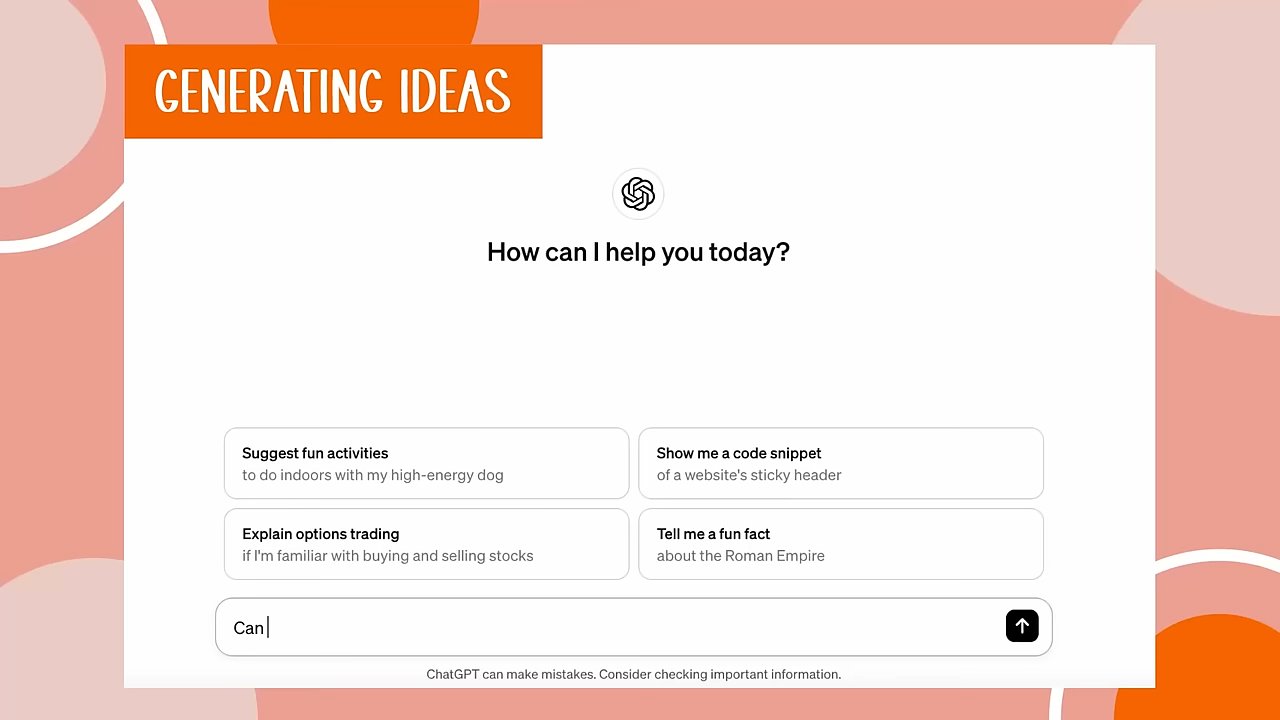 GENERATING IDEAS
How can I help you today?
Suggest fun activities
to do indoors with my high-energy dog
Show me a code snippet
of a website's sticky header
Explain options trading
if I'm familiar with buying and selling stocks
Tell me a fun fact
about the Roman Empire
Can
ChatGPT can make mistakes. Consider checking important information.